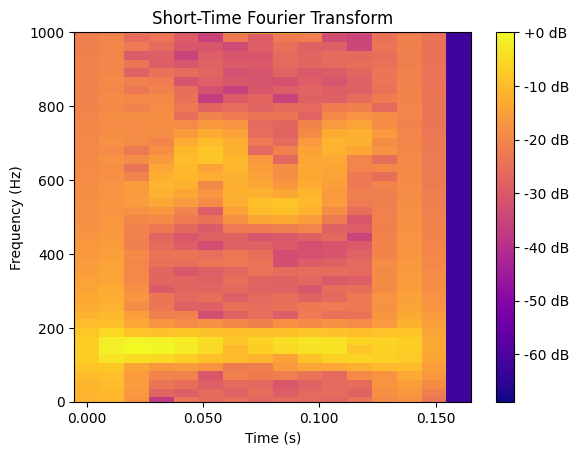 Short-Time Fourier Transform
1000
800
600
400
200
0
Frequency (Hz)
0.000
0.050
0.100
0.150
Time (s)
+0 dB
-10 dB
-20 dB
-30 dB
-40 dB
-50 dB
-60 dB